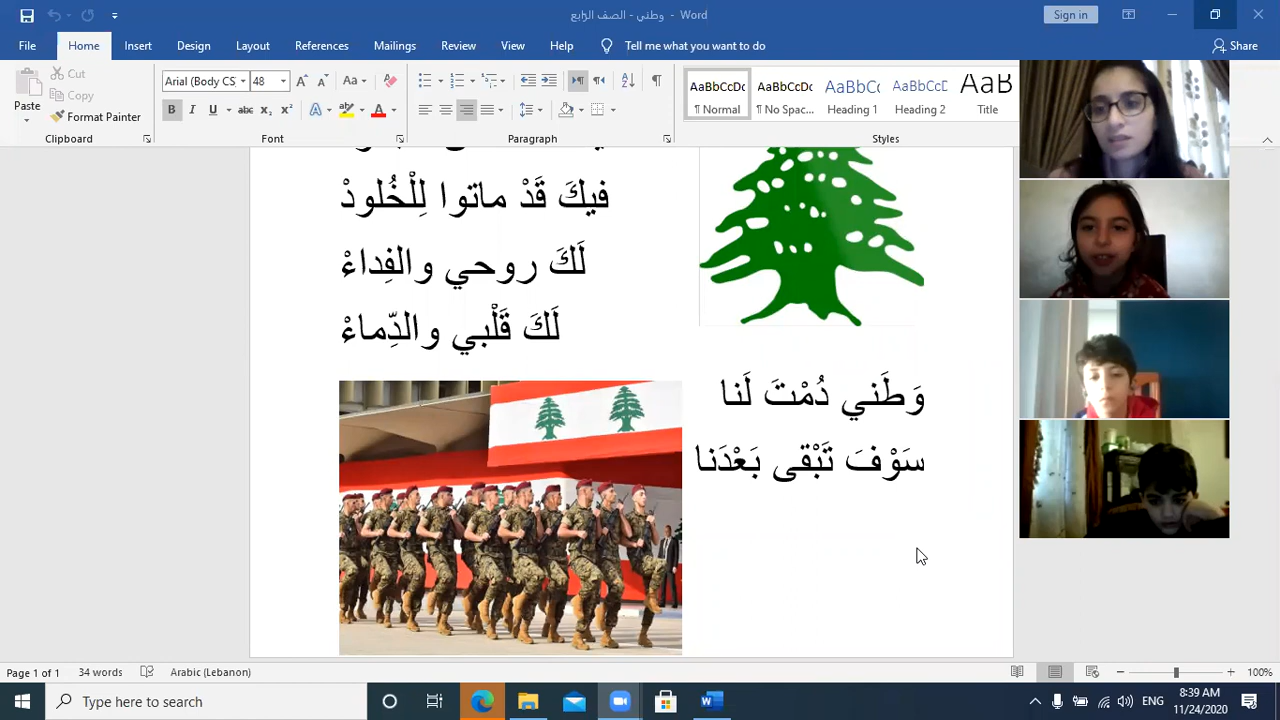 وطني - الصف الرابع - Word
Sign in
File Home Insert Design Layout References Mailings Review View Help Tell me what you want to do Share
Paste
Cut
Copy
Format Painter
Clipboard
Arial (Body CS) 48
Font
Paragraph
AaBbCcDc ¶ Normal
AaBbCcDc ¶ No Spac...
AaBbCc Heading 1
AaBbCcD Heading 2
AaB Title
Styles
فيكَ قَدْ ماتوا لِلْخُلودْ
لَكَ روحي والفِداءْ
لَكَ قَلْبي والدِّماءْ
وَطَني دُمْتَ لَنا
سَوْفَ تَبْقى بَعْدَنا
Page 1 of 1 34 words Arabic (Lebanon) 100%
Type here to search
ENG
8:39 AM
11/24/2020